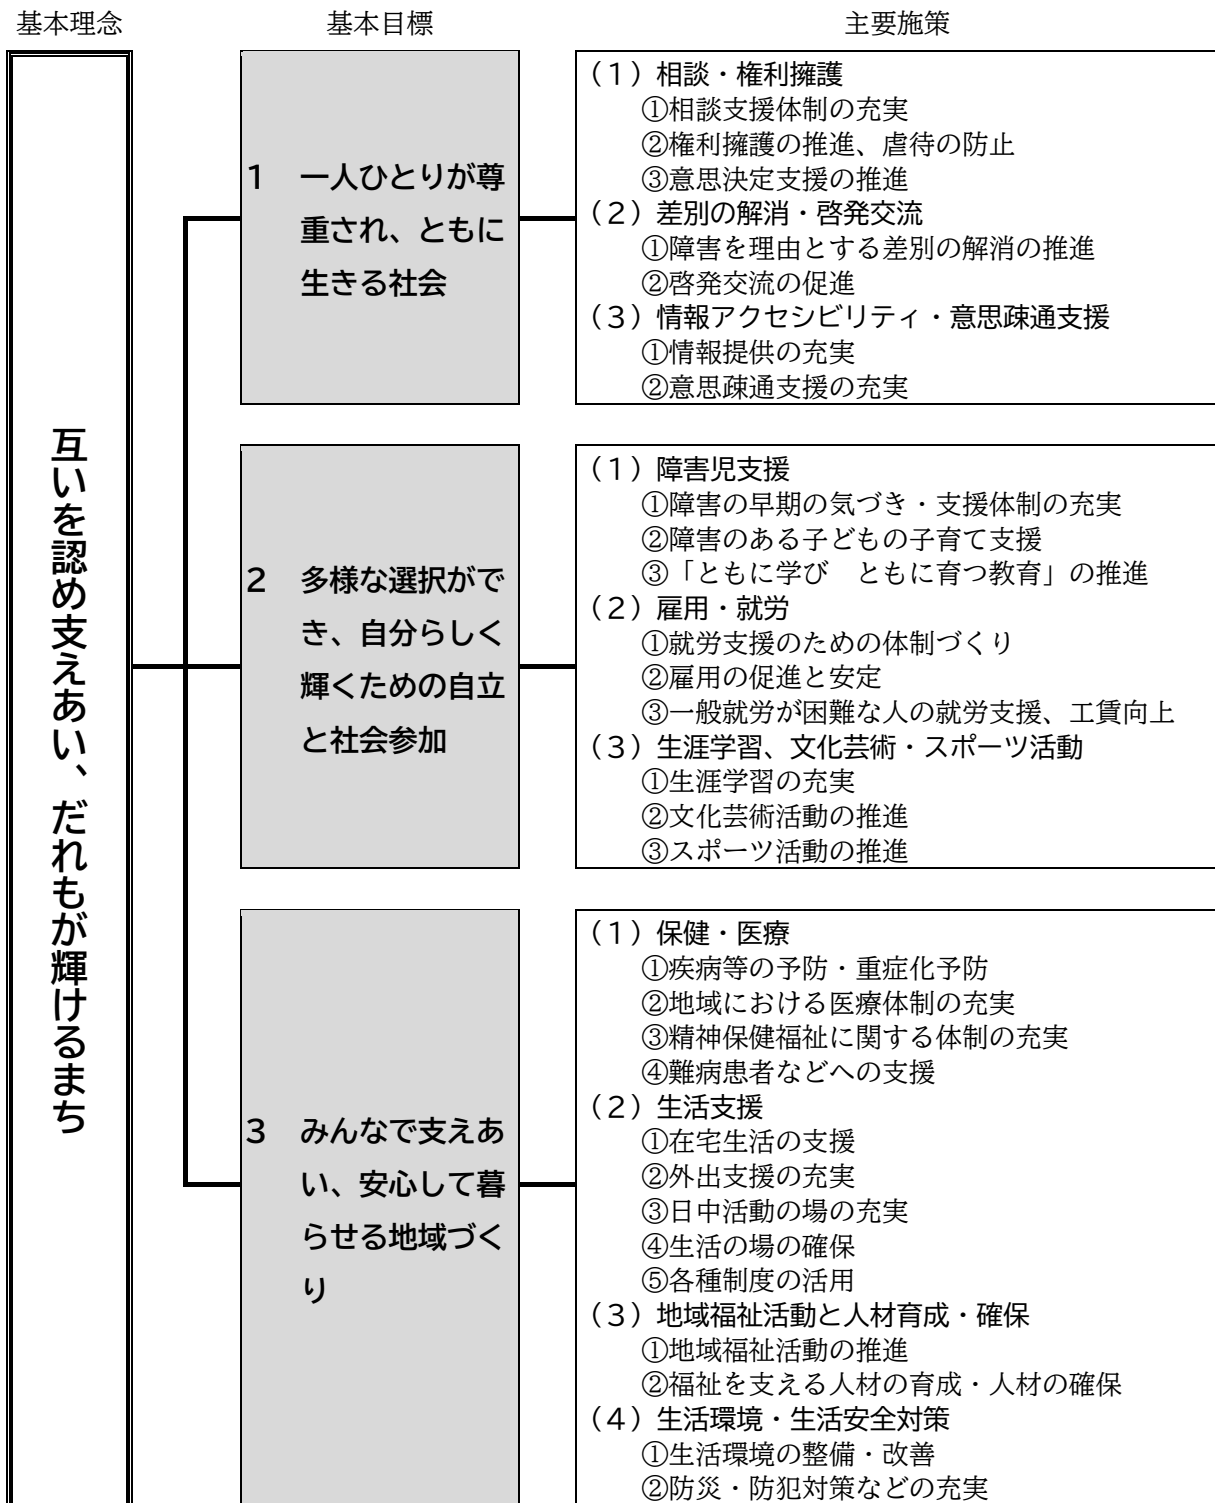 基本理念
基本目標
主要施策
互いを認め支えあい、だれもが輝けるまち
1　一人ひとりが尊
重され、ともに
生きる社会
（１）相談・権利擁護
①相談支援体制の充実
②権利擁護の推進、虐待の防止
③意思決定支援の推進
（２）差別の解消・啓発交流
①障害を理由とする差別の解消の推進
②啓発交流の促進
（３）情報アクセシビリティ・意思疎通支援
①情報提供の充実
②意思疎通支援の充実
2　多様な選択がで
き、自分らしく
輝くための自立
と社会参加
（１）障害児支援
①障害の早期の気づき・支援体制の充実
②障害のある子どもの子育て支援
③「ともに学び　ともに育つ教育」の推進
（２）雇用・就労
①就労支援のための体制づくり
②雇用の促進と安定
③一般就労が困難な人の就労支援、工賃向上
（３）生涯学習、文化芸術・スポーツ活動
①生涯学習の充実
②文化芸術活動の推進
③スポーツ活動の推進
3　みんなで支えあ
い、安心して暮
らせる地域づく
り
（１）保健・医療
①疾病等の予防・重症化予防
②地域における医療体制の充実
③精神保健福祉に関する体制の充実
④難病患者などへの支援
（２）生活支援
①在宅生活の支援
②外出支援の充実
③日中活動の場の充実
④生活の場の確保
⑤各種制度の活用
（３）地域福祉活動と人材育成・確保
①地域福祉活動の推進
②福祉を支える人材の育成・人材の確保
（４）生活環境・生活安全対策
①生活環境の整備・改善
②防災・防犯対策などの充実